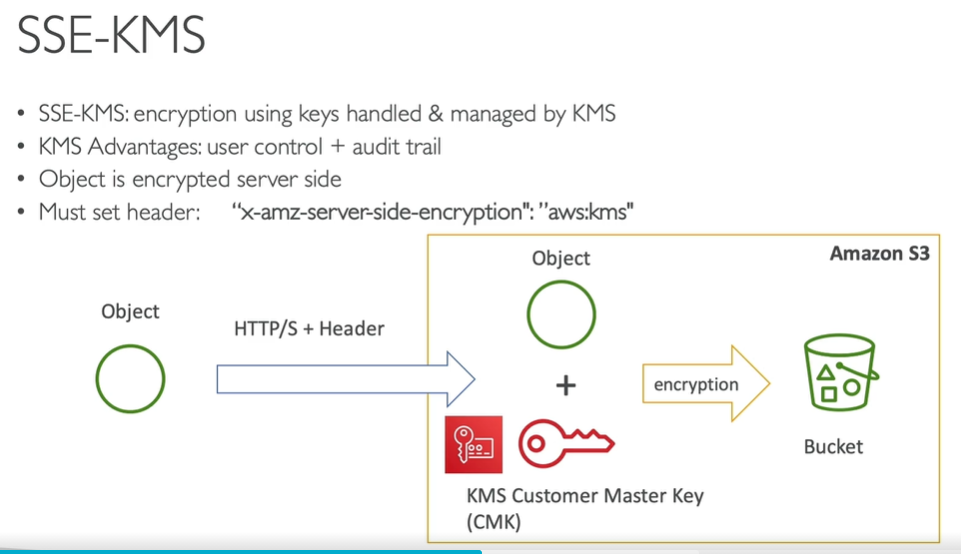 SSE-KMS
• SSE-KMS: encryption using keys handled & managed by KMS
• KMS Advantages: user control + audit trail
• Object is encrypted server side
• Must set header: “x-amz-server-side-encryption": ”aws:kms"
Amazon S3
Object
Object
HTTP/S + Header
+
encryption
Bucket
KMS Customer Master Key
(CMK)